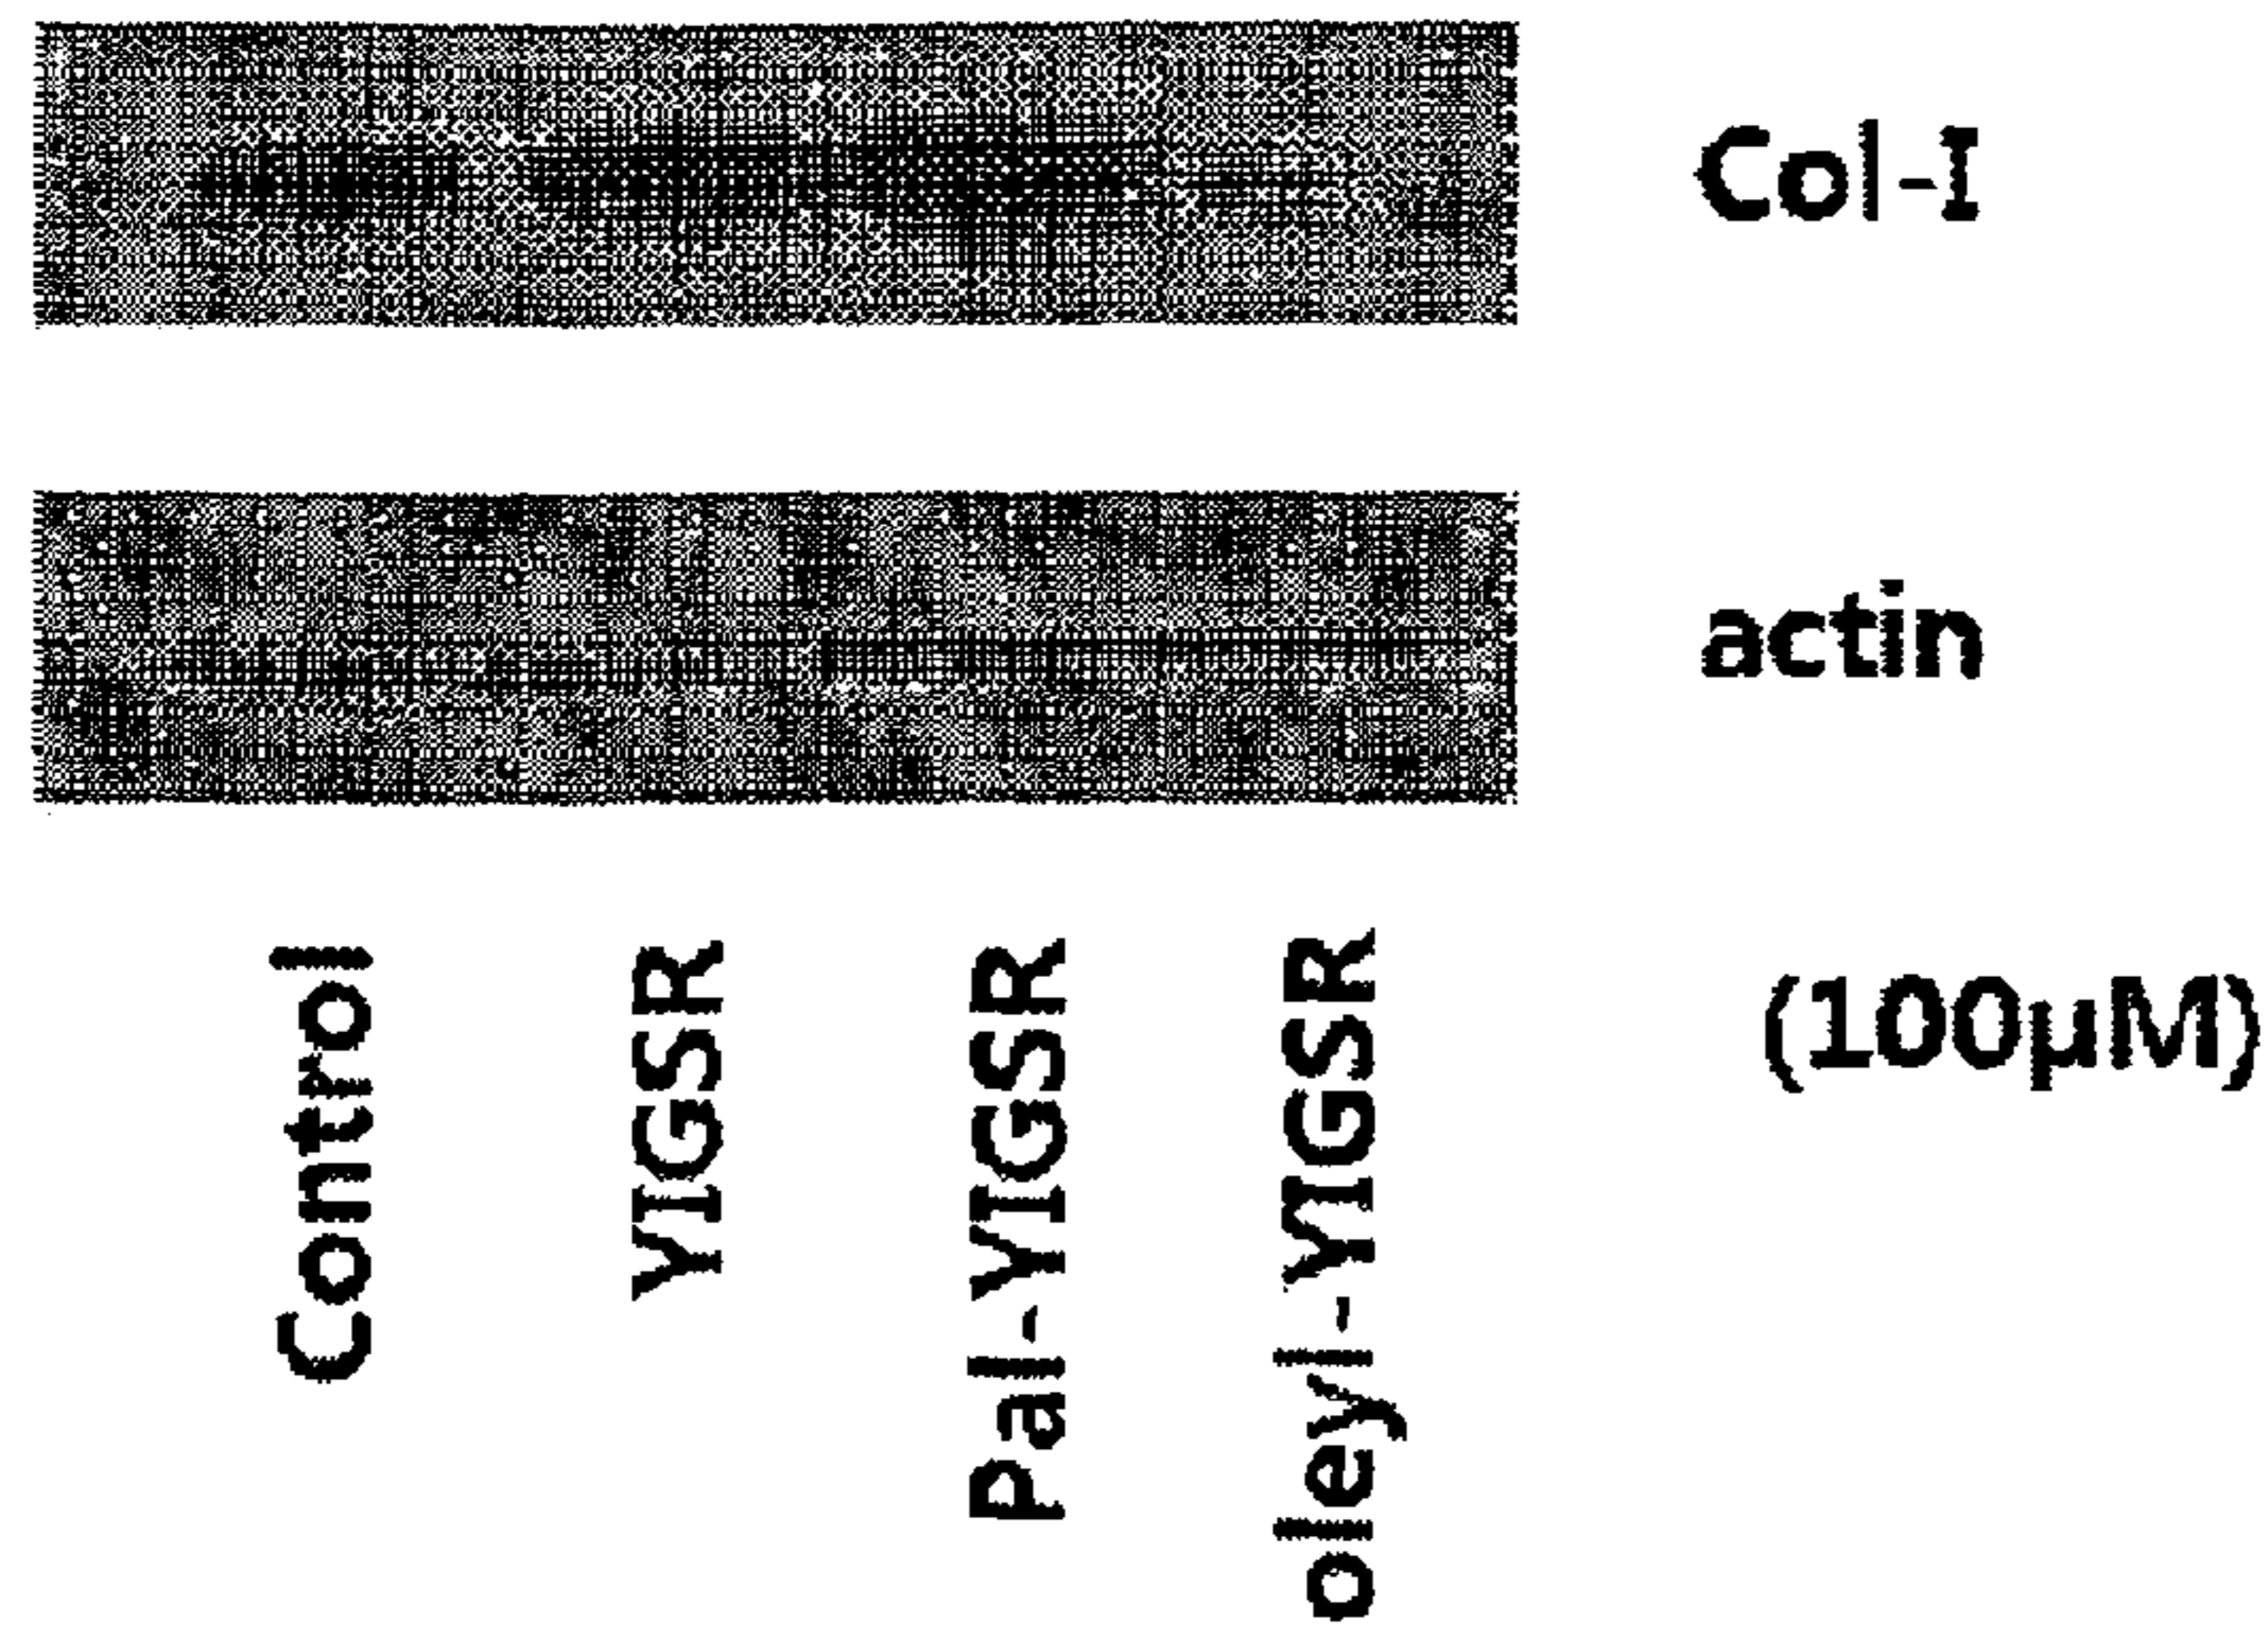 Col-I
actin
Control
YIGSR
Pal-YIGSR
oleyl-YIGSR
(100µM)